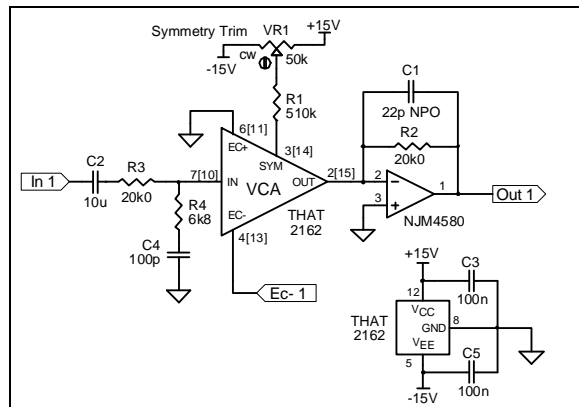 Symmetry Trim
VR1
+15V
-15V
cw
50k
R1
510k
C1
22p NPO
R2
20k0
6[11]
EC+
3[14]
SYM
In 1
C2
10u
R3
20k0
7[10]
IN
VCA
OUT
2[15]
2
3
1
Out 1
NJM4580
R4
6k8
EC-
4[13]
THAT
2162
C4
100p
Ec- 1
+15V
C3
100n
12
THAT
2162
VCC
GND
VEE
8
5
C5
100n
-15V